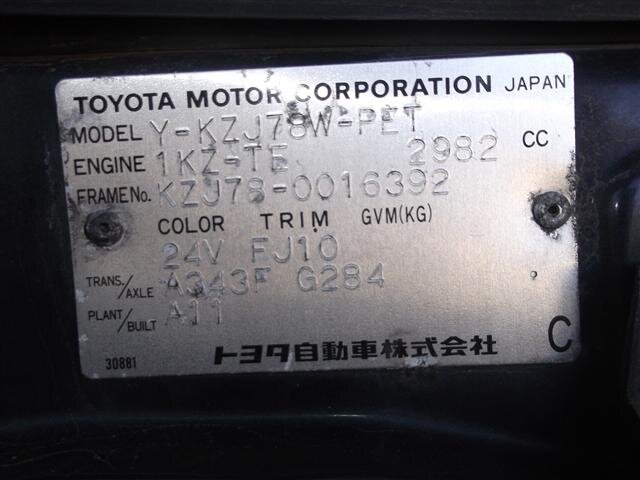 TOYOTA MOTOR CORPORATION JAPAN
MODEL Y-KZJ78W-PET
ENGINE 1KZ-TE 2982 CC
FRAME No. KZJ78-0016392
COLOR TRIM GVM(KG)
24V FJ10
TRANS./AXLE A343F G284
PLANT/BUILT A11
30881 トヨタ自動車株式会社 C